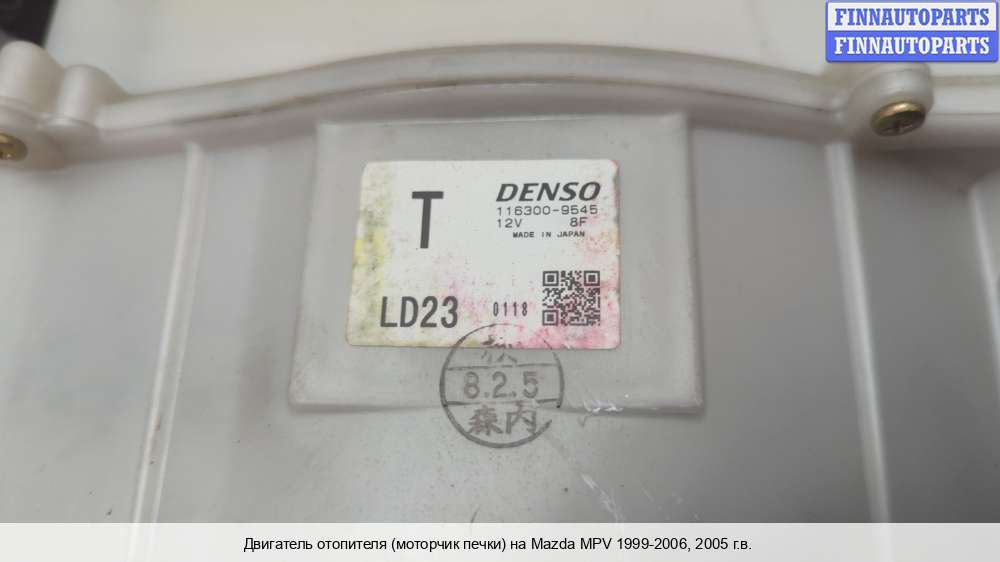 FINNAUTOPARTS
FINNAUTOPARTS
T
DENSO
116300-9545
12V 8F
MADE IN JAPAN
LD23
0118
8.2.5
森内
Двигатель отопителя (моторчик печки) на Mazda MPV 1999-2006, 2005 г.в.